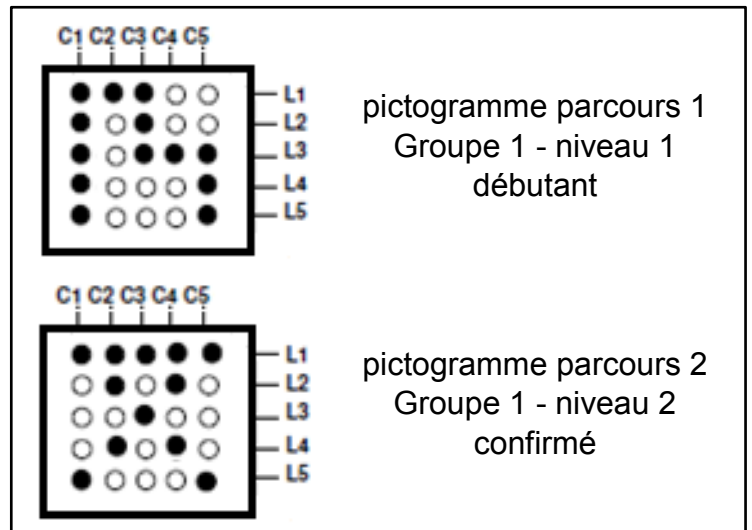 C1 C2 C3 C4 C5
L1
L2
L3
L4
L5
pictogramme parcours 1
Groupe 1 - niveau 1
débutant
C1 C2 C3 C4 C5
L1
L2
L3
L4
L5
pictogramme parcours 2
Groupe 1 - niveau 2
confirmé